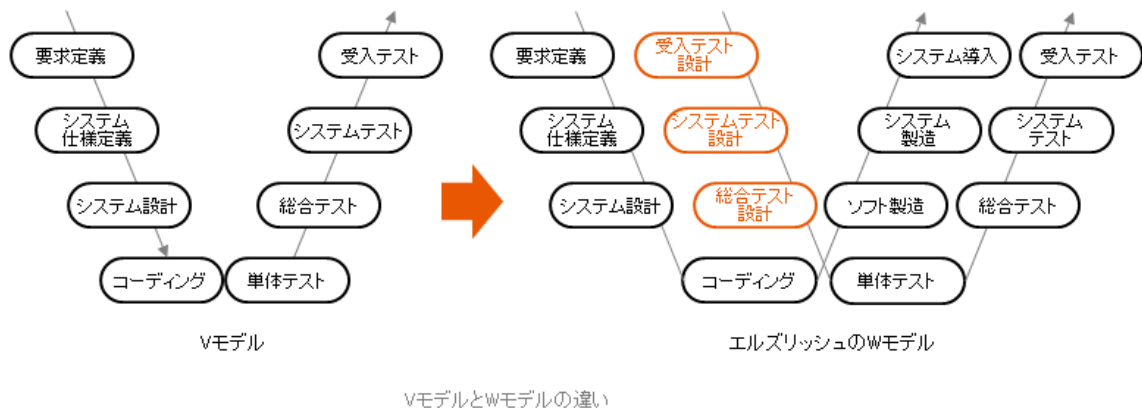 要求定義
受入テスト
システム
仕様定義
システムテスト
システム設計
総合テスト
コーディング
単体テスト
Vモデル
要求定義
受入テスト
設計
システム導入
受入テスト
システム
仕様定義
システムテスト
設計
システム
製造
システム
テスト
システム設計
総合テスト
設計
ソフト製造
総合テスト
コーディング
単体テスト
エルズリッシュのWモデル
VモデルとWモデルの違い